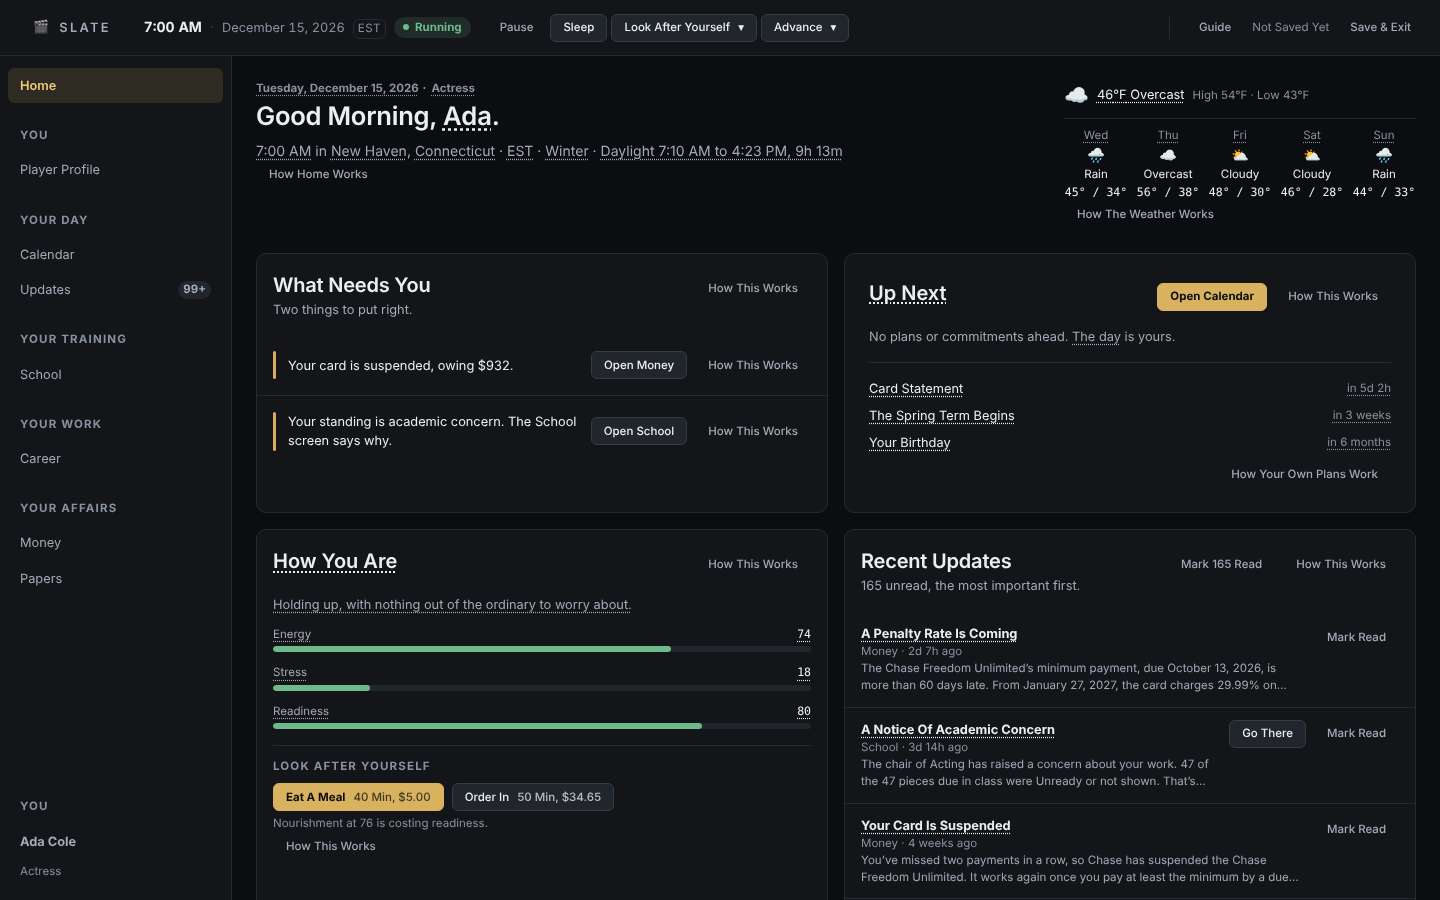 🎬 SLATE
7:00 AM · December 15, 2026 EST Running
Pause Sleep Look After Yourself ▾ Advance ▾
Guide Not Saved Yet Save & Exit
Home
YOU
Player Profile
YOUR DAY
Calendar
Updates 99+
YOUR TRAINING
School
YOUR WORK
Career
YOUR AFFAIRS
Money
Papers
YOU
Ada Cole
Actress
Tuesday, December 15, 2026 · Actress
Good Morning, Ada.
7:00 AM in New Haven, Connecticut · EST · Winter · Daylight 7:10 AM to 4:23 PM, 9h 13m
How Home Works
46°F Overcast High 54°F · Low 43°F
Wed Thu Fri Sat Sun
Rain Overcast Cloudy Cloudy Rain
45° / 34° 56° / 38° 48° / 30° 46° / 28° 44° / 33°
How The Weather Works
What Needs You How This Works
Two things to put right.
Your card is suspended, owing $932. Open Money How This Works
Your standing is academic concern. The School
screen says why.
Open School How This Works
Up Next Open Calendar How This Works
No plans or commitments ahead. The day is yours.
Card Statement in 5d 2h
The Spring Term Begins in 3 weeks
Your Birthday in 6 months
How Your Own Plans Work
How You Are How This Works
Holding up, with nothing out of the ordinary to worry about.
Energy 74
Stress 18
Readiness 80
LOOK AFTER YOURSELF
Eat A Meal 40 Min, $5.00 Order In 50 Min, $34.65
Nourishment at 76 is costing readiness.
How This Works
Recent Updates Mark 165 Read How This Works
165 unread, the most important first.
A Penalty Rate Is Coming Mark Read
Money · 2d 7h ago
The Chase Freedom Unlimited's minimum payment, due October 13, 2026, is
more than 60 days late. From January 27, 2027, the card charges 29.99% on…
A Notice Of Academic Concern Go There Mark Read
School · 3d 14h ago
The chair of Acting has raised a concern about your work. 47 of
the 47 pieces due in class were Unready or not shown. That's…
Your Card Is Suspended Mark Read
Money · 4 weeks ago
You've missed two payments in a row, so Chase has suspended the Chase
Freedom Unlimited. It works again once you pay at least the minimum by a due…